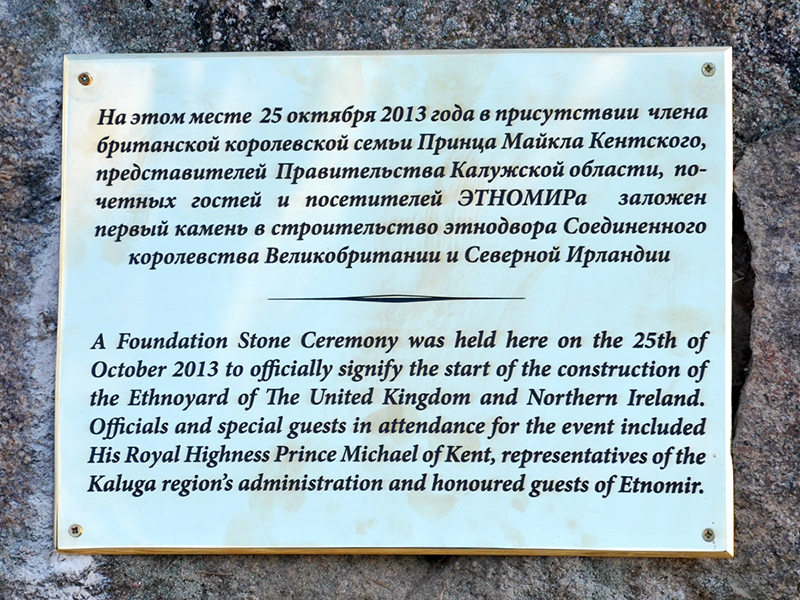 На этом месте 25 октября 2013 года в присутствии члена
британской королевской семьи Принца Майкла Кентского,
представителей Правительства Калужской области, по-
четных гостей и посетителей ЭТНОМИРа заложен
первый камень в строительство этнодвора Соединенного
королевства Великобритании и Северной Ирландии
A Foundation Stone Ceremony was held here on the 25th of
October 2013 to officially signify the start of the construction of
the Ethnoyard of The United Kingdom and Northern Ireland.
Officials and special guests in attendance for the event included
His Royal Highness Prince Michael of Kent, representatives of the
Kaluga region's administration and honoured guests of Etnomir.